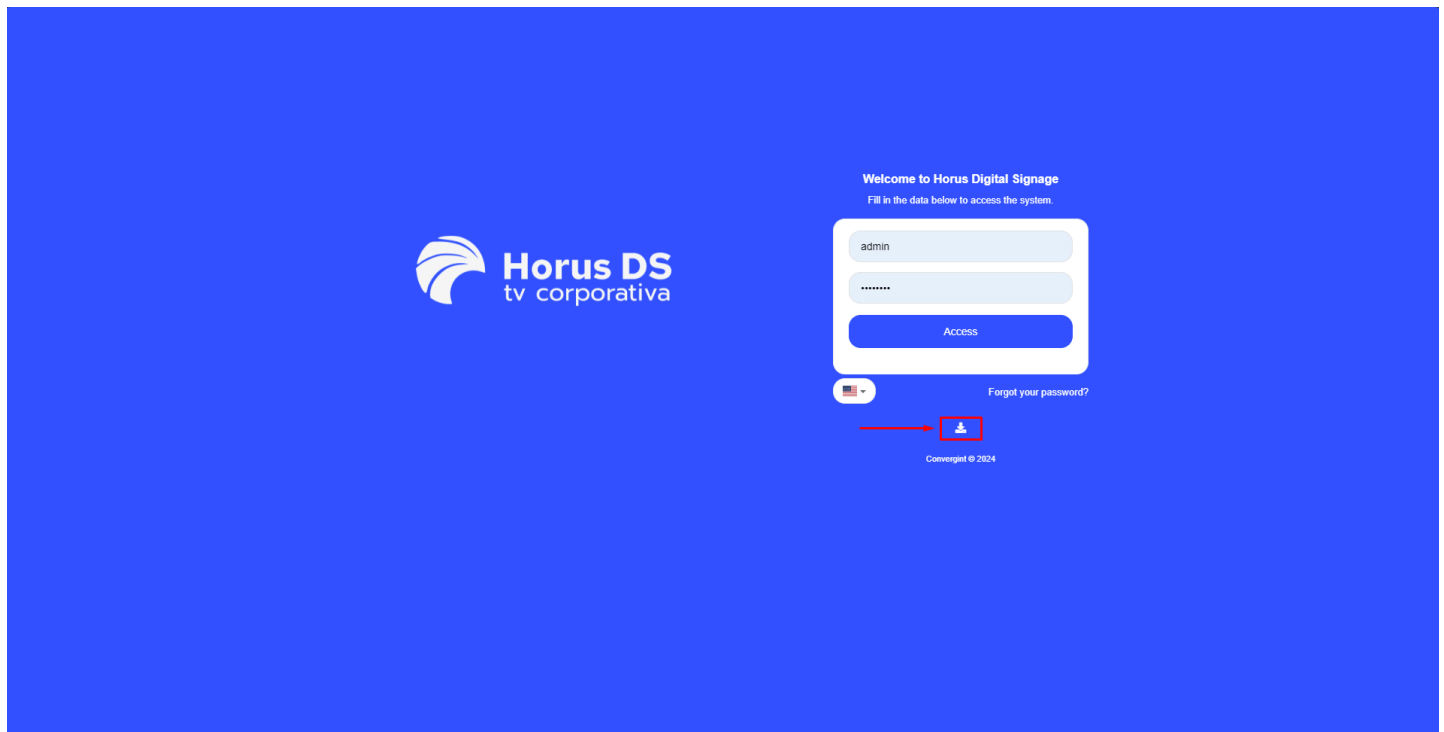 Horus DS
tv corporativa
Welcome to Horus Digital Signage
Fill in the data below to access the system.
admin
••••••••
Access
Forgot your password?
Convergint © 2024